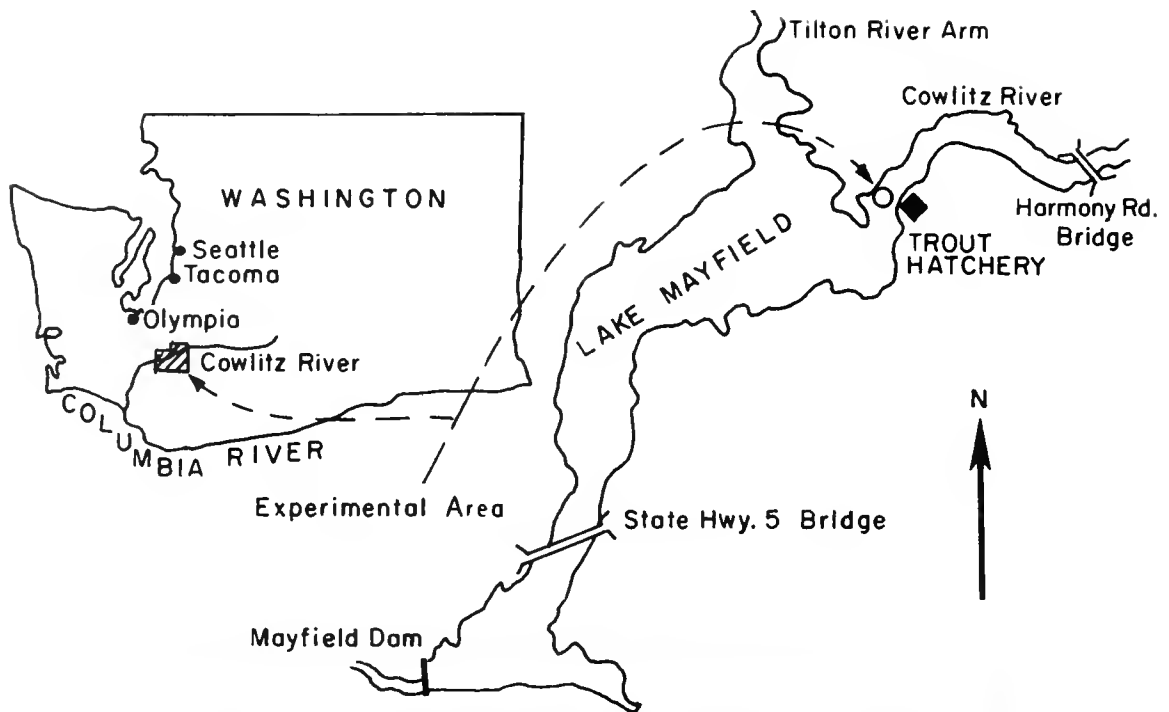 Tilton River Arm
Cowlitz River
WASHINGTON
Harmony Rd.
Bridge
Seattle
Tacoma
TROUT
HATCHERY
LAKE MAYFIELD
Olympia
Cowlitz River
COLUMBIA RIVER
N
Experimental Area
State Hwy. 5 Bridge
Mayfield Dam